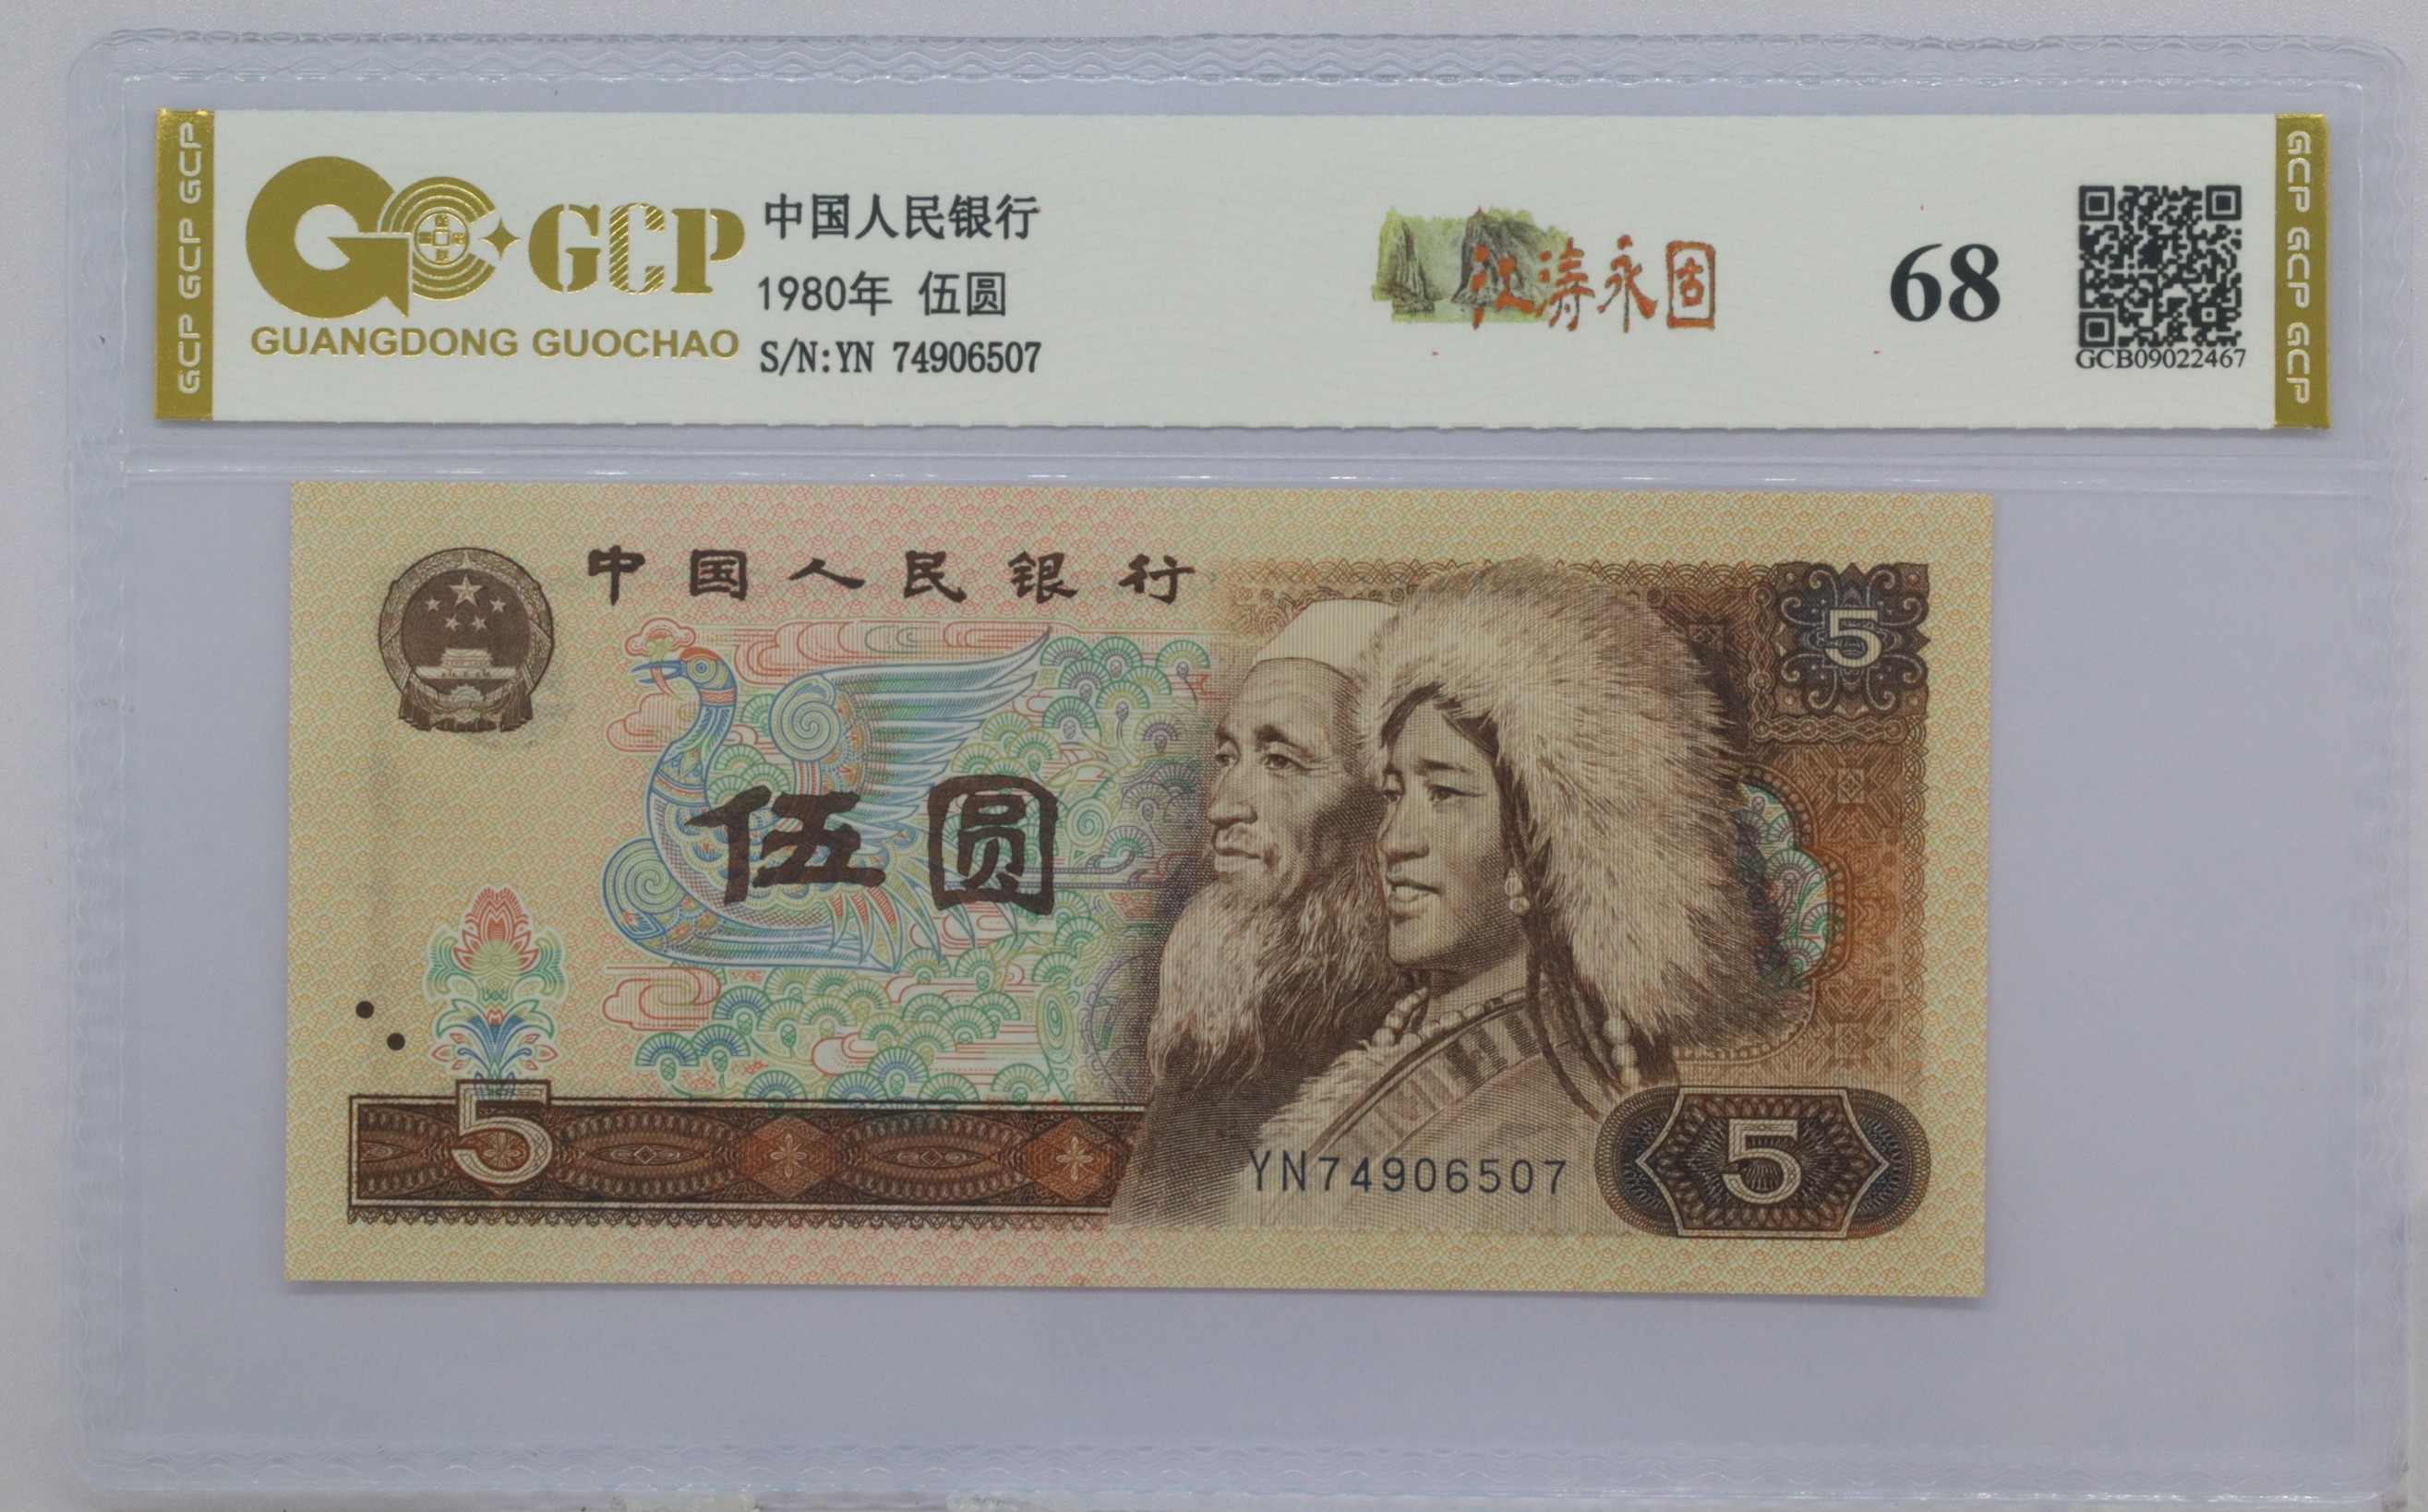 GCP GCP GCP
GCP
GUANGDONG GUOCHAO
中国人民银行
1980年 伍圆
S/N:YN 74906507
江涛永固
68
GCB09022467
GCP GCP GCP
中国人民银行
5
伍圆
5
YN74906507
5